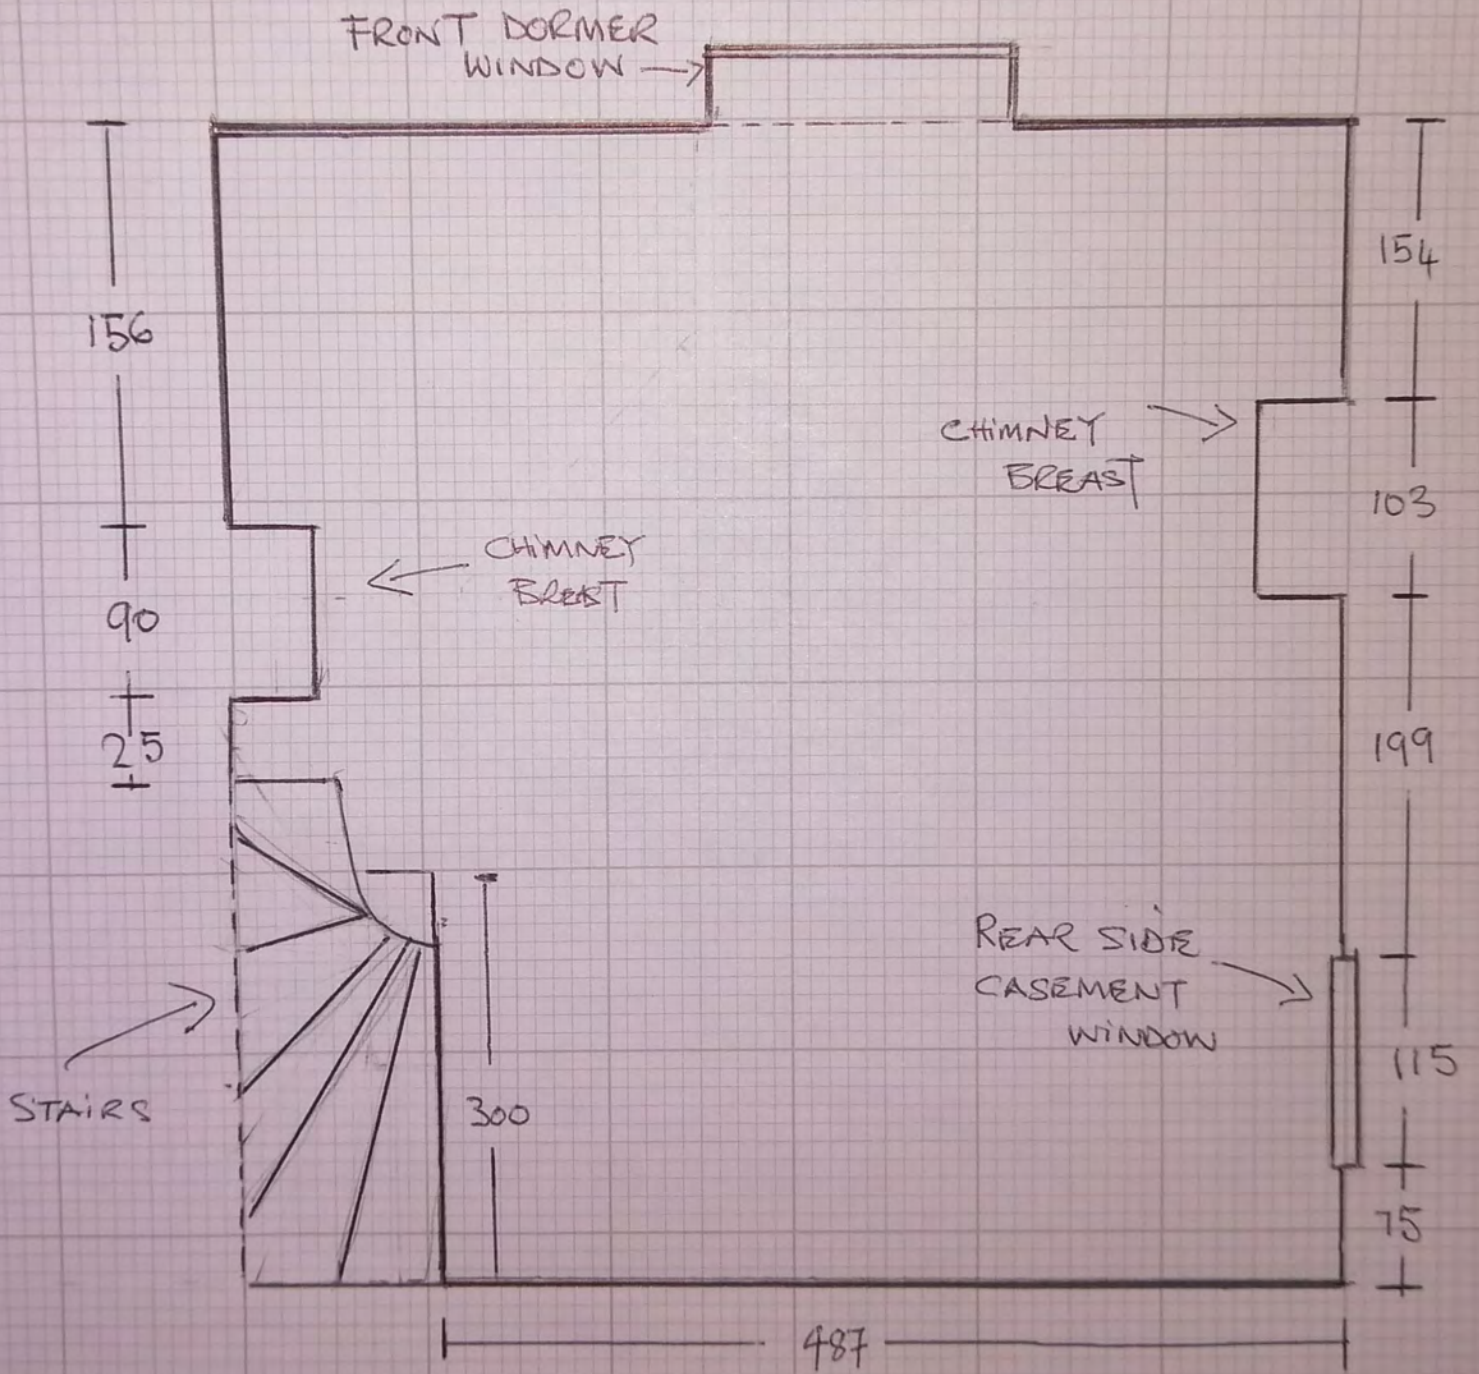 FRONT DORMER
WINDOW
154
156
CHIMNEY
BREAST
103
CHIMNEY
BREAST
90
25
199
REAR SIDE
CASEMENT
WINDOW
115
STAIRS
300
75
487